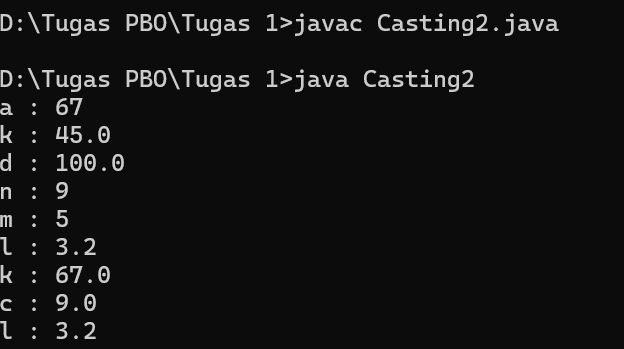 D:\Tugas PBO\Tugas 1>javac Casting2.java
D:\Tugas PBO\Tugas 1>java Casting2
a : 67
k : 45.0
d : 100.0
n : 9
m : 5
l : 3.2
k : 67.0
c : 9.0
l : 3.2